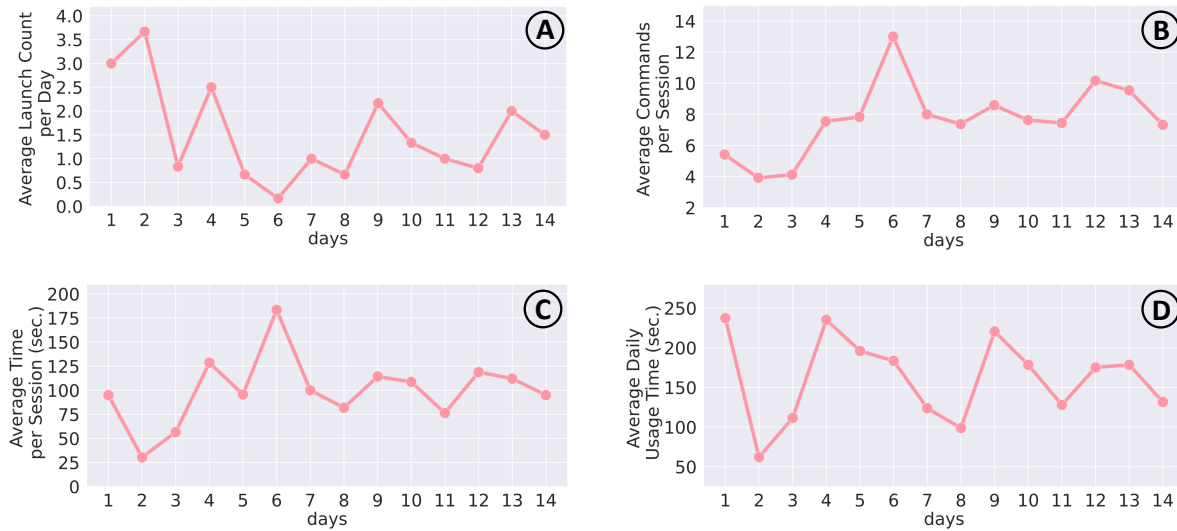 A
Average Launch Count
per Day
4.0
3.5
3.0
2.5
2.0
1.5
1.0
0.5
0.0
1 2 3 4 5 6 7 8 9 10 11 12 13 14
days
B
Average Commands
per Session
14
12
10
8
6
4
2
1 2 3 4 5 6 7 8 9 10 11 12 13 14
days
C
Average Time
per Session (sec.)
200
175
150
125
100
75
50
25
0
1 2 3 4 5 6 7 8 9 10 11 12 13 14
days
D
Average Daily
Usage Time (sec.)
250
200
150
100
50
1 2 3 4 5 6 7 8 9 10 11 12 13 14
days